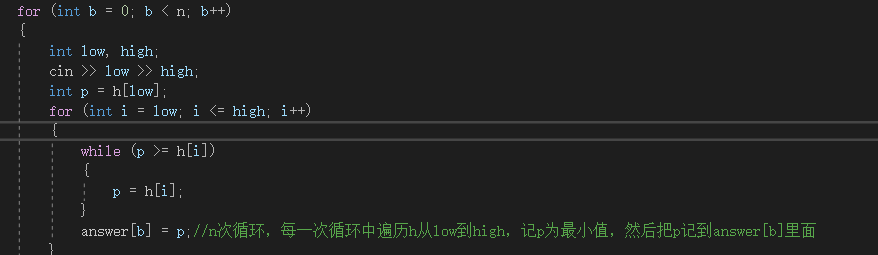 for (int b = 0; b < n; b++)
{
int low, high;
cin >> low >> high;
int p = h[low];
for (int i = low; i <= high; i++)
{
while (p >= h[i])
{
p = h[i];
}
answer[b] = p;//n次循环，每一次循环中遍历h从low到high，记p为最小值，然后把p记到answer[b]里面
}